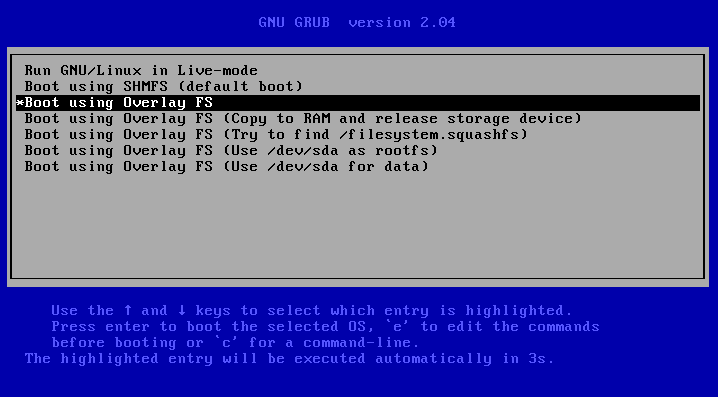 GNU GRUB  version 2.04
Run GNU/Linux in Live-mode
Boot using SHMFS (default boot)
*Boot using Overlay FS
Boot using Overlay FS (Copy to RAM and release storage device)
Boot using Overlay FS (Try to find /filesystem.squashfs)
Boot using Overlay FS (Use /dev/sda as rootfs)
Boot using Overlay FS (Use /dev/sda for data)
Use the ↑ and ↓ keys to select which entry is highlighted.
Press enter to boot the selected OS, `e' to edit the commands
before booting or `c' for a command-line.
The highlighted entry will be executed automatically in 3s.